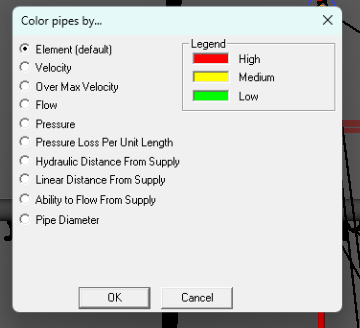 Color pipes by...
Element (default)
Velocity
Over Max Velocity
Flow
Pressure
Pressure Loss Per Unit Length
Hydraulic Distance From Supply
Linear Distance From Supply
Ability to Flow From Supply
Pipe Diameter
Legend
High
Medium
Low
OK
Cancel